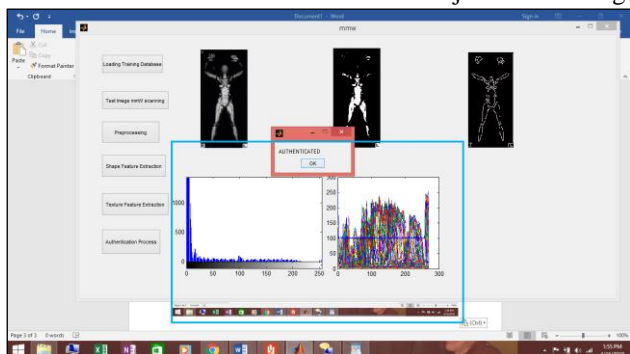 Document1 - Word
Sign in
File
Home
mmw
Cut
Copy
Paste
Format Painter
Clipboard
Loading Training Database
Test Image mmW scanning
Preprocessing
Shape Feature Extraction
Texture Feature Extraction
Authentication Process
AUTHENTICATED
OK
1000
500
0
0 50 100 150 200 250
300
250
200
150
100
50
0
0 100 200 300
(Ctrl)
Page 3 of 3 0 words
100%
1:55 PM